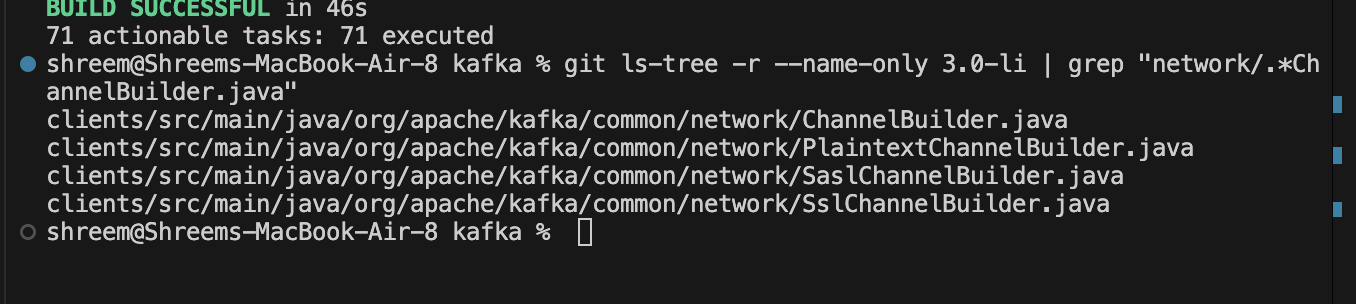 BUILD SUCCESSFUL in 46s
71 actionable tasks: 71 executed
shreem@Shreems-MacBook-Air-8 kafka % git ls-tree -r --name-only 3.0-li | grep "network/.*Ch
annelBuilder.java"
clients/src/main/java/org/apache/kafka/common/network/ChannelBuilder.java
clients/src/main/java/org/apache/kafka/common/network/PlaintextChannelBuilder.java
clients/src/main/java/org/apache/kafka/common/network/SaslChannelBuilder.java
clients/src/main/java/org/apache/kafka/common/network/SslChannelBuilder.java
shreem@Shreems-MacBook-Air-8 kafka %